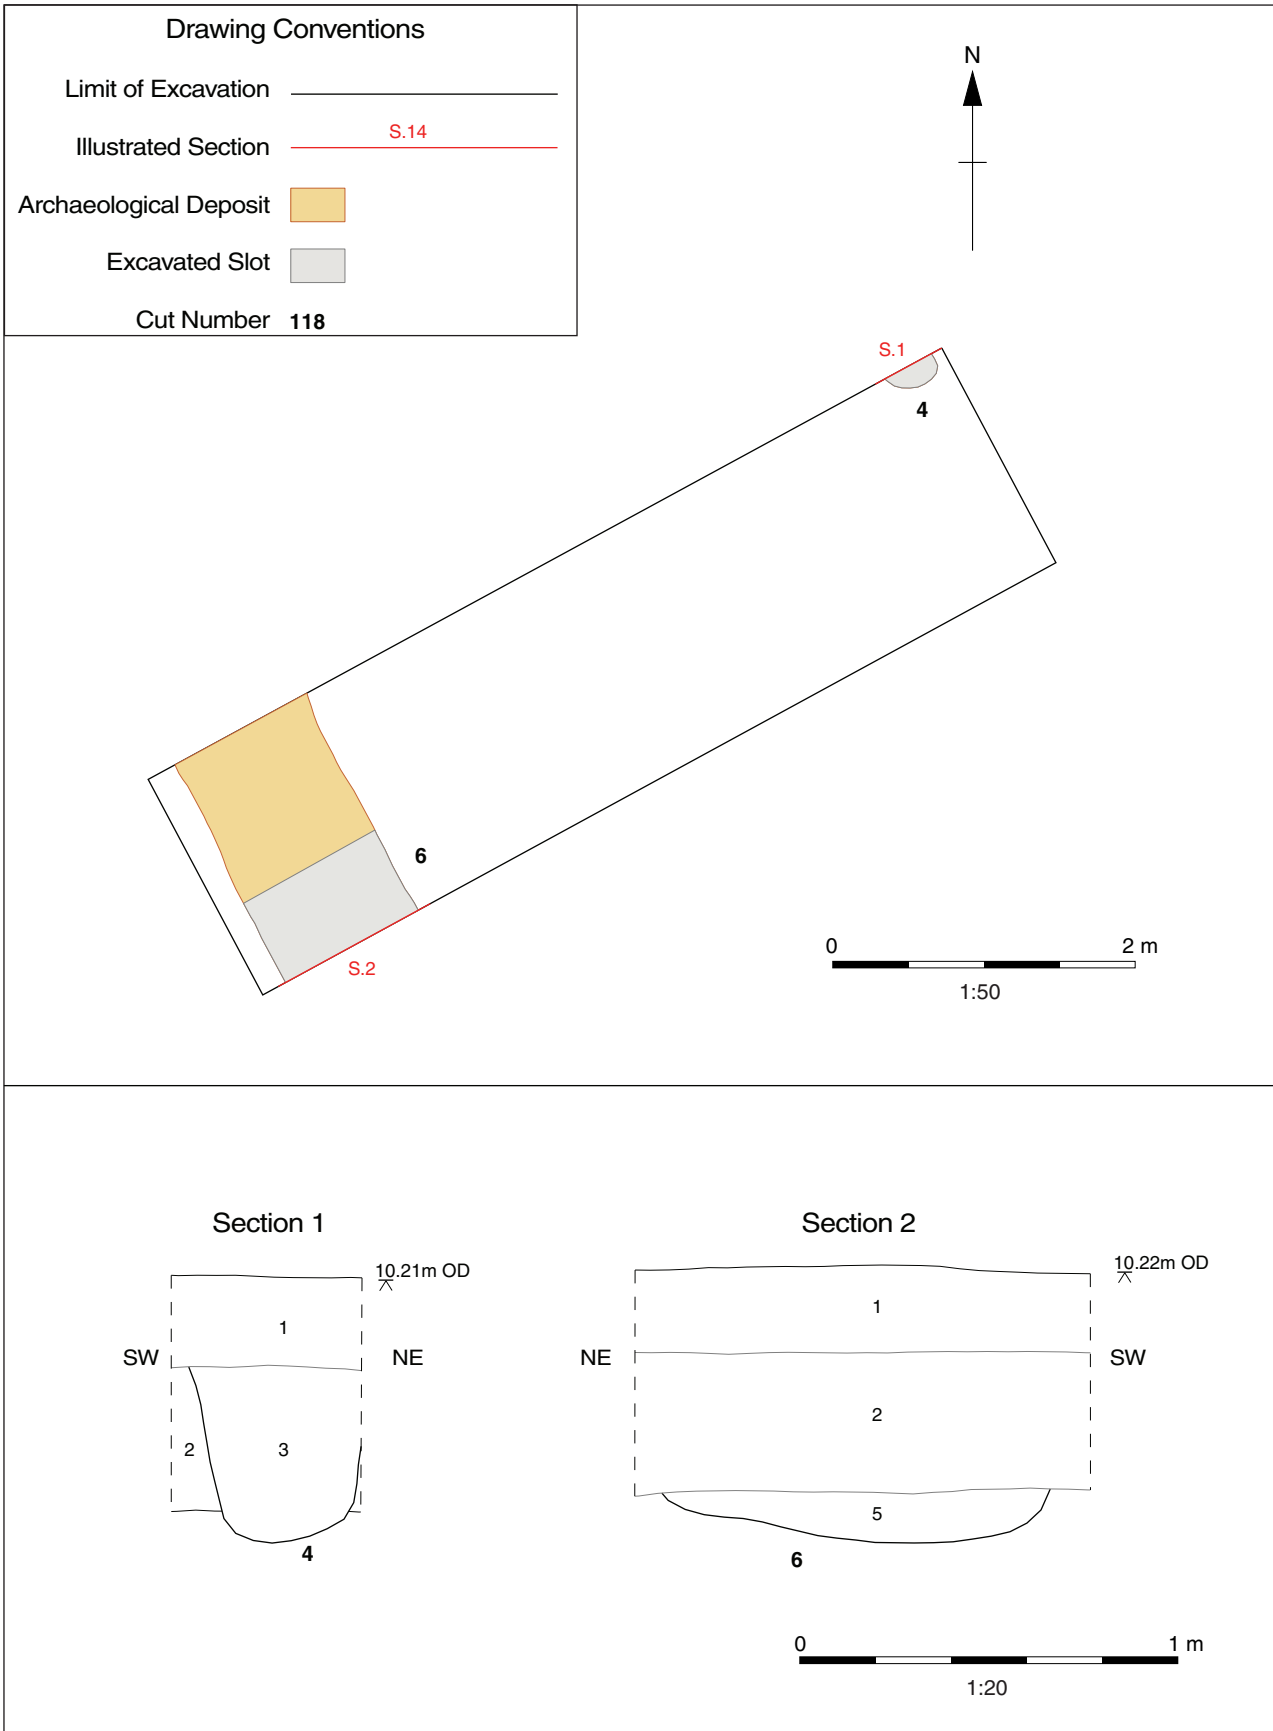 Drawing Conventions
Limit of Excavation
S.14
Illustrated Section
Archaeological Deposit
Excavated Slot
Cut Number 118
N
S.1
4
6
S.2
0 2 m
1:50
Section 1
10.21m OD
1
SW NE
2 3
4
Section 2
10.22m OD
1
NE SW
2
5
6
0 1 m
1:20